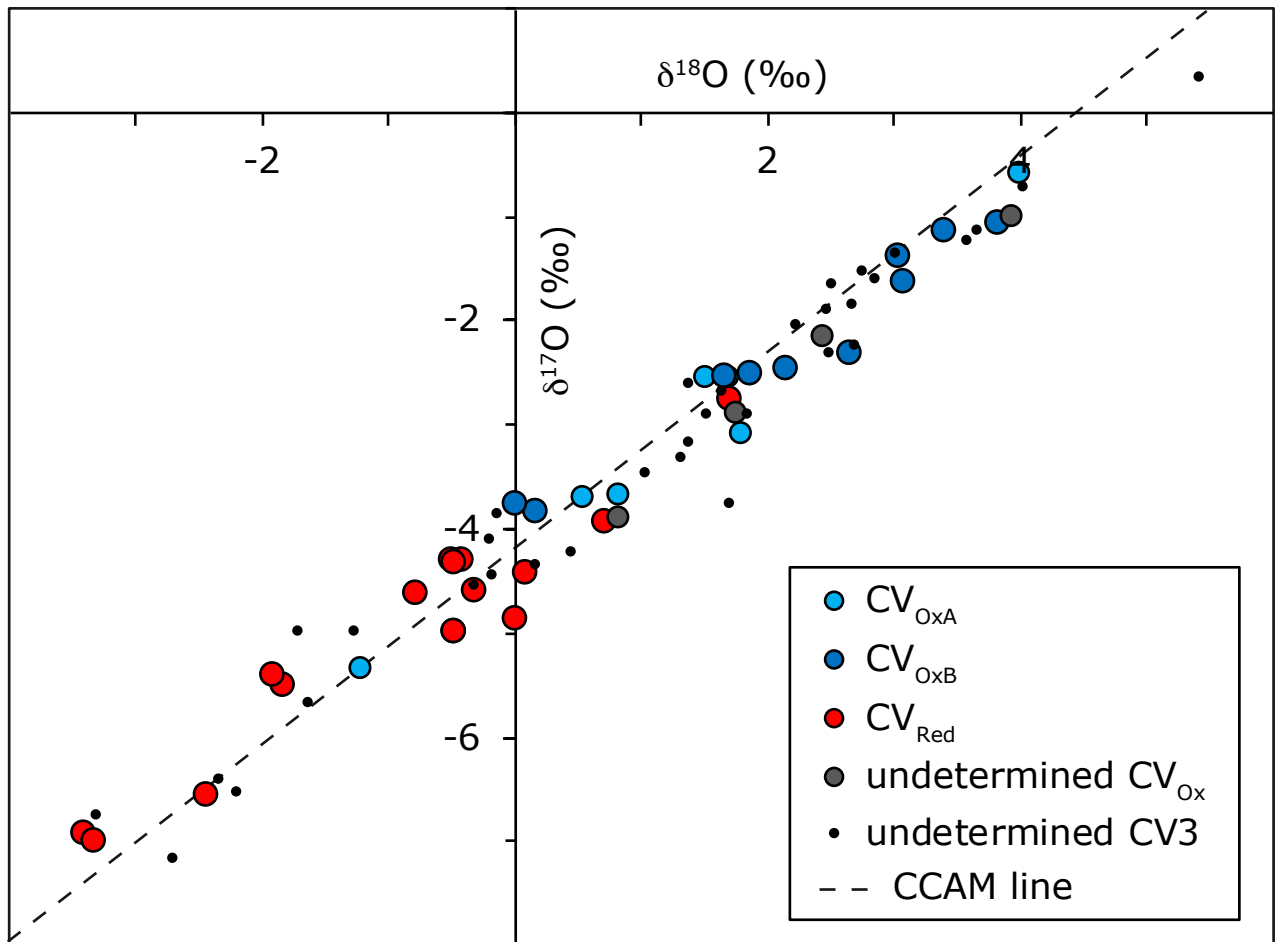 δ18O (‰)
-2
2
4
δ17O (‰)
-2
-4
-6
CVOxA
CVOxB
CVRed
undetermined CVOx
undetermined CV3
CCAM line